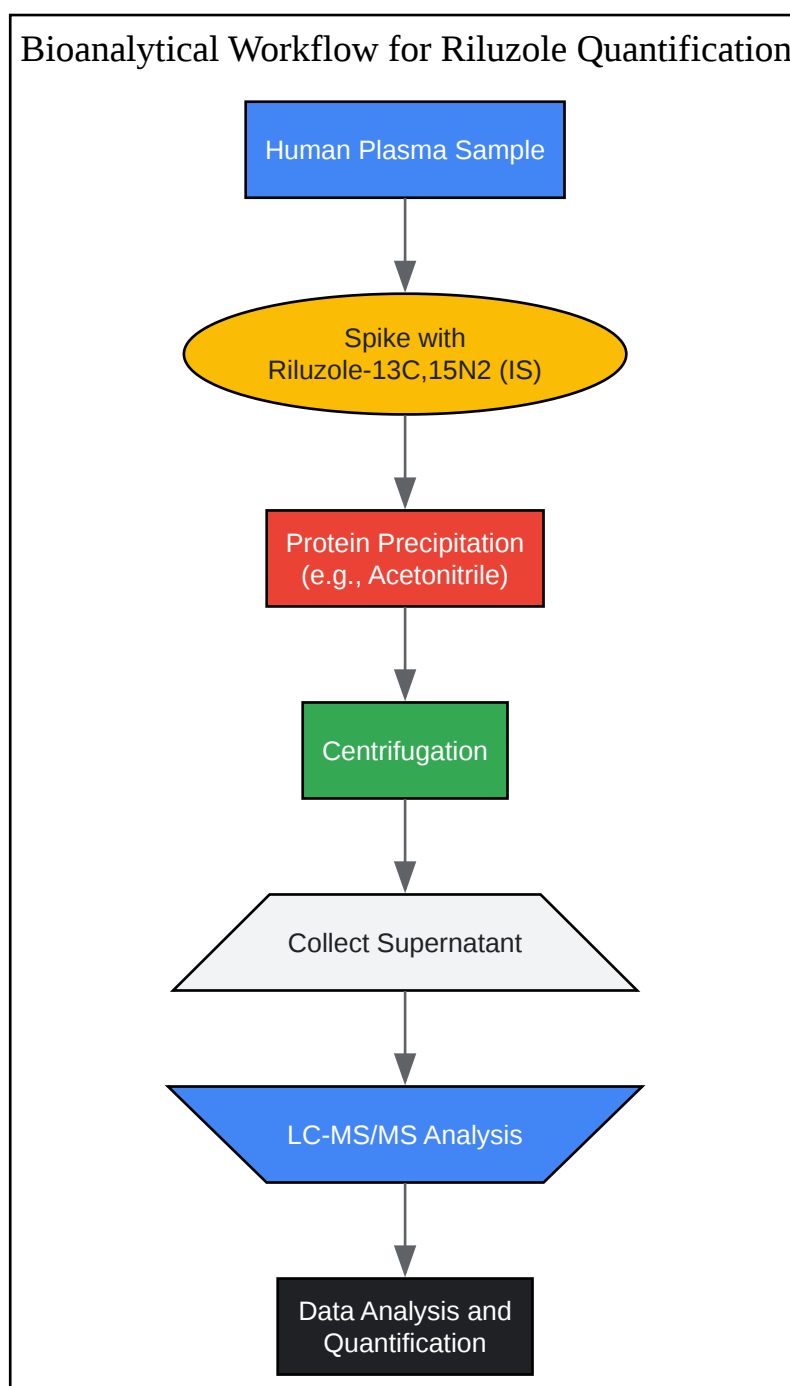 Bioanalytical Workflow for Riluzole Quantification
Human Plasma Sample
Spike with
Riluzole-13C,15N2 (IS)
Protein Precipitation
(e.g., Acetonitrile)
Centrifugation
Collect Supernatant
LC-MS/MS Analysis
Data Analysis and
Quantification